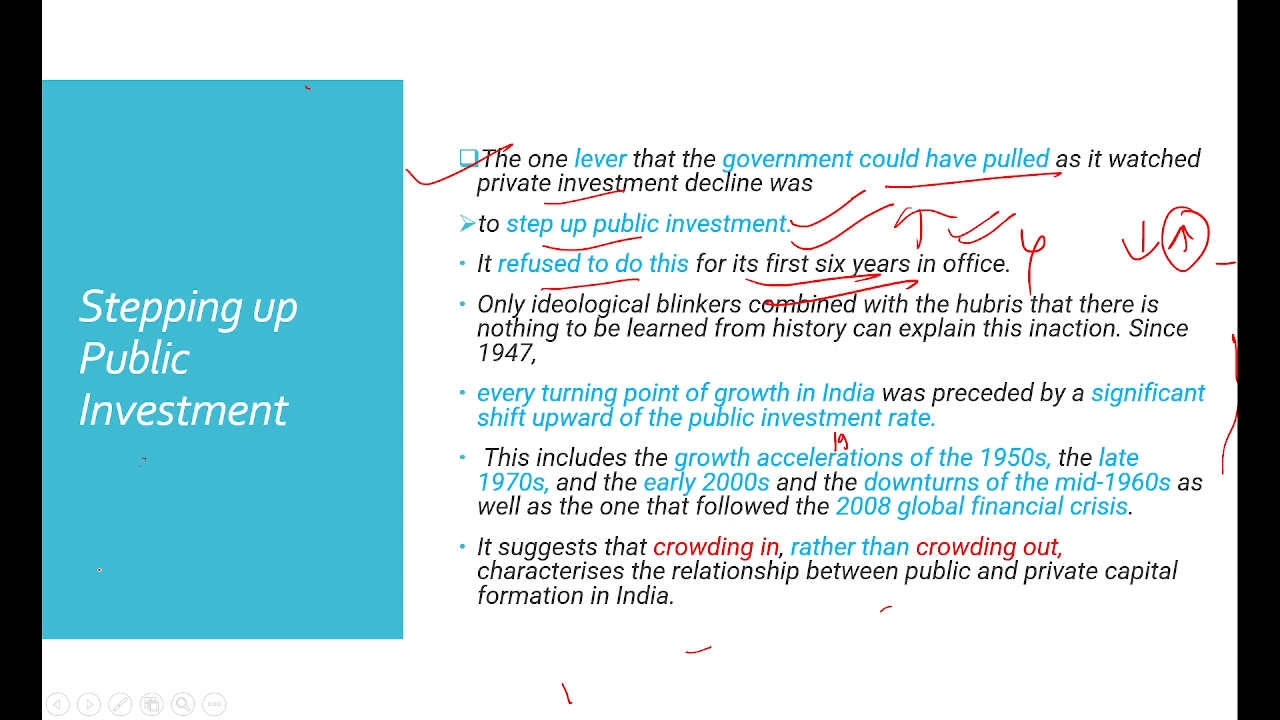 Stepping up
Public
Investment
The one lever that the government could have pulled as it watched
private investment decline was
to step up public investment.
It refused to do this for its first six years in office.
Only ideological blinkers combined with the hubris that there is
nothing to be learned from history can explain this inaction. Since
1947,
every turning point of growth in India was preceded by a significant
shift upward of the public investment rate.
This includes the growth accelerations of the 1950s, the late
1970s, and the early 2000s and the downturns of the mid-1960s as
well as the one that followed the 2008 global financial crisis.
It suggests that crowding in, rather than crowding out,
characterises the relationship between public and private capital
formation in India.